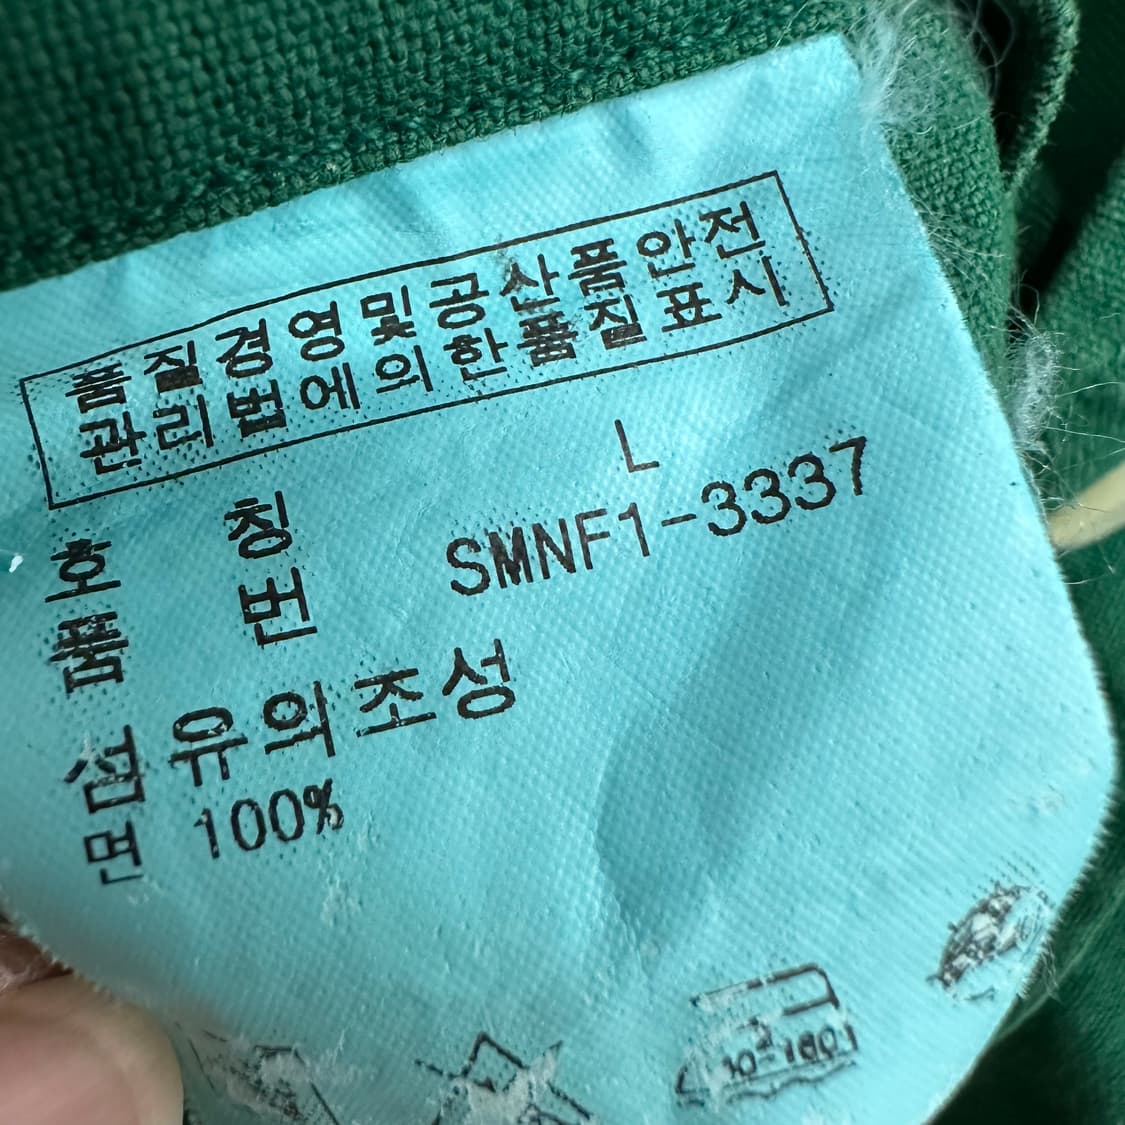 품질경영및공산품안전
관리법에의한품질표시
호 칭 L
품 번 SMNF1-3337
섬유의조성
면 100%